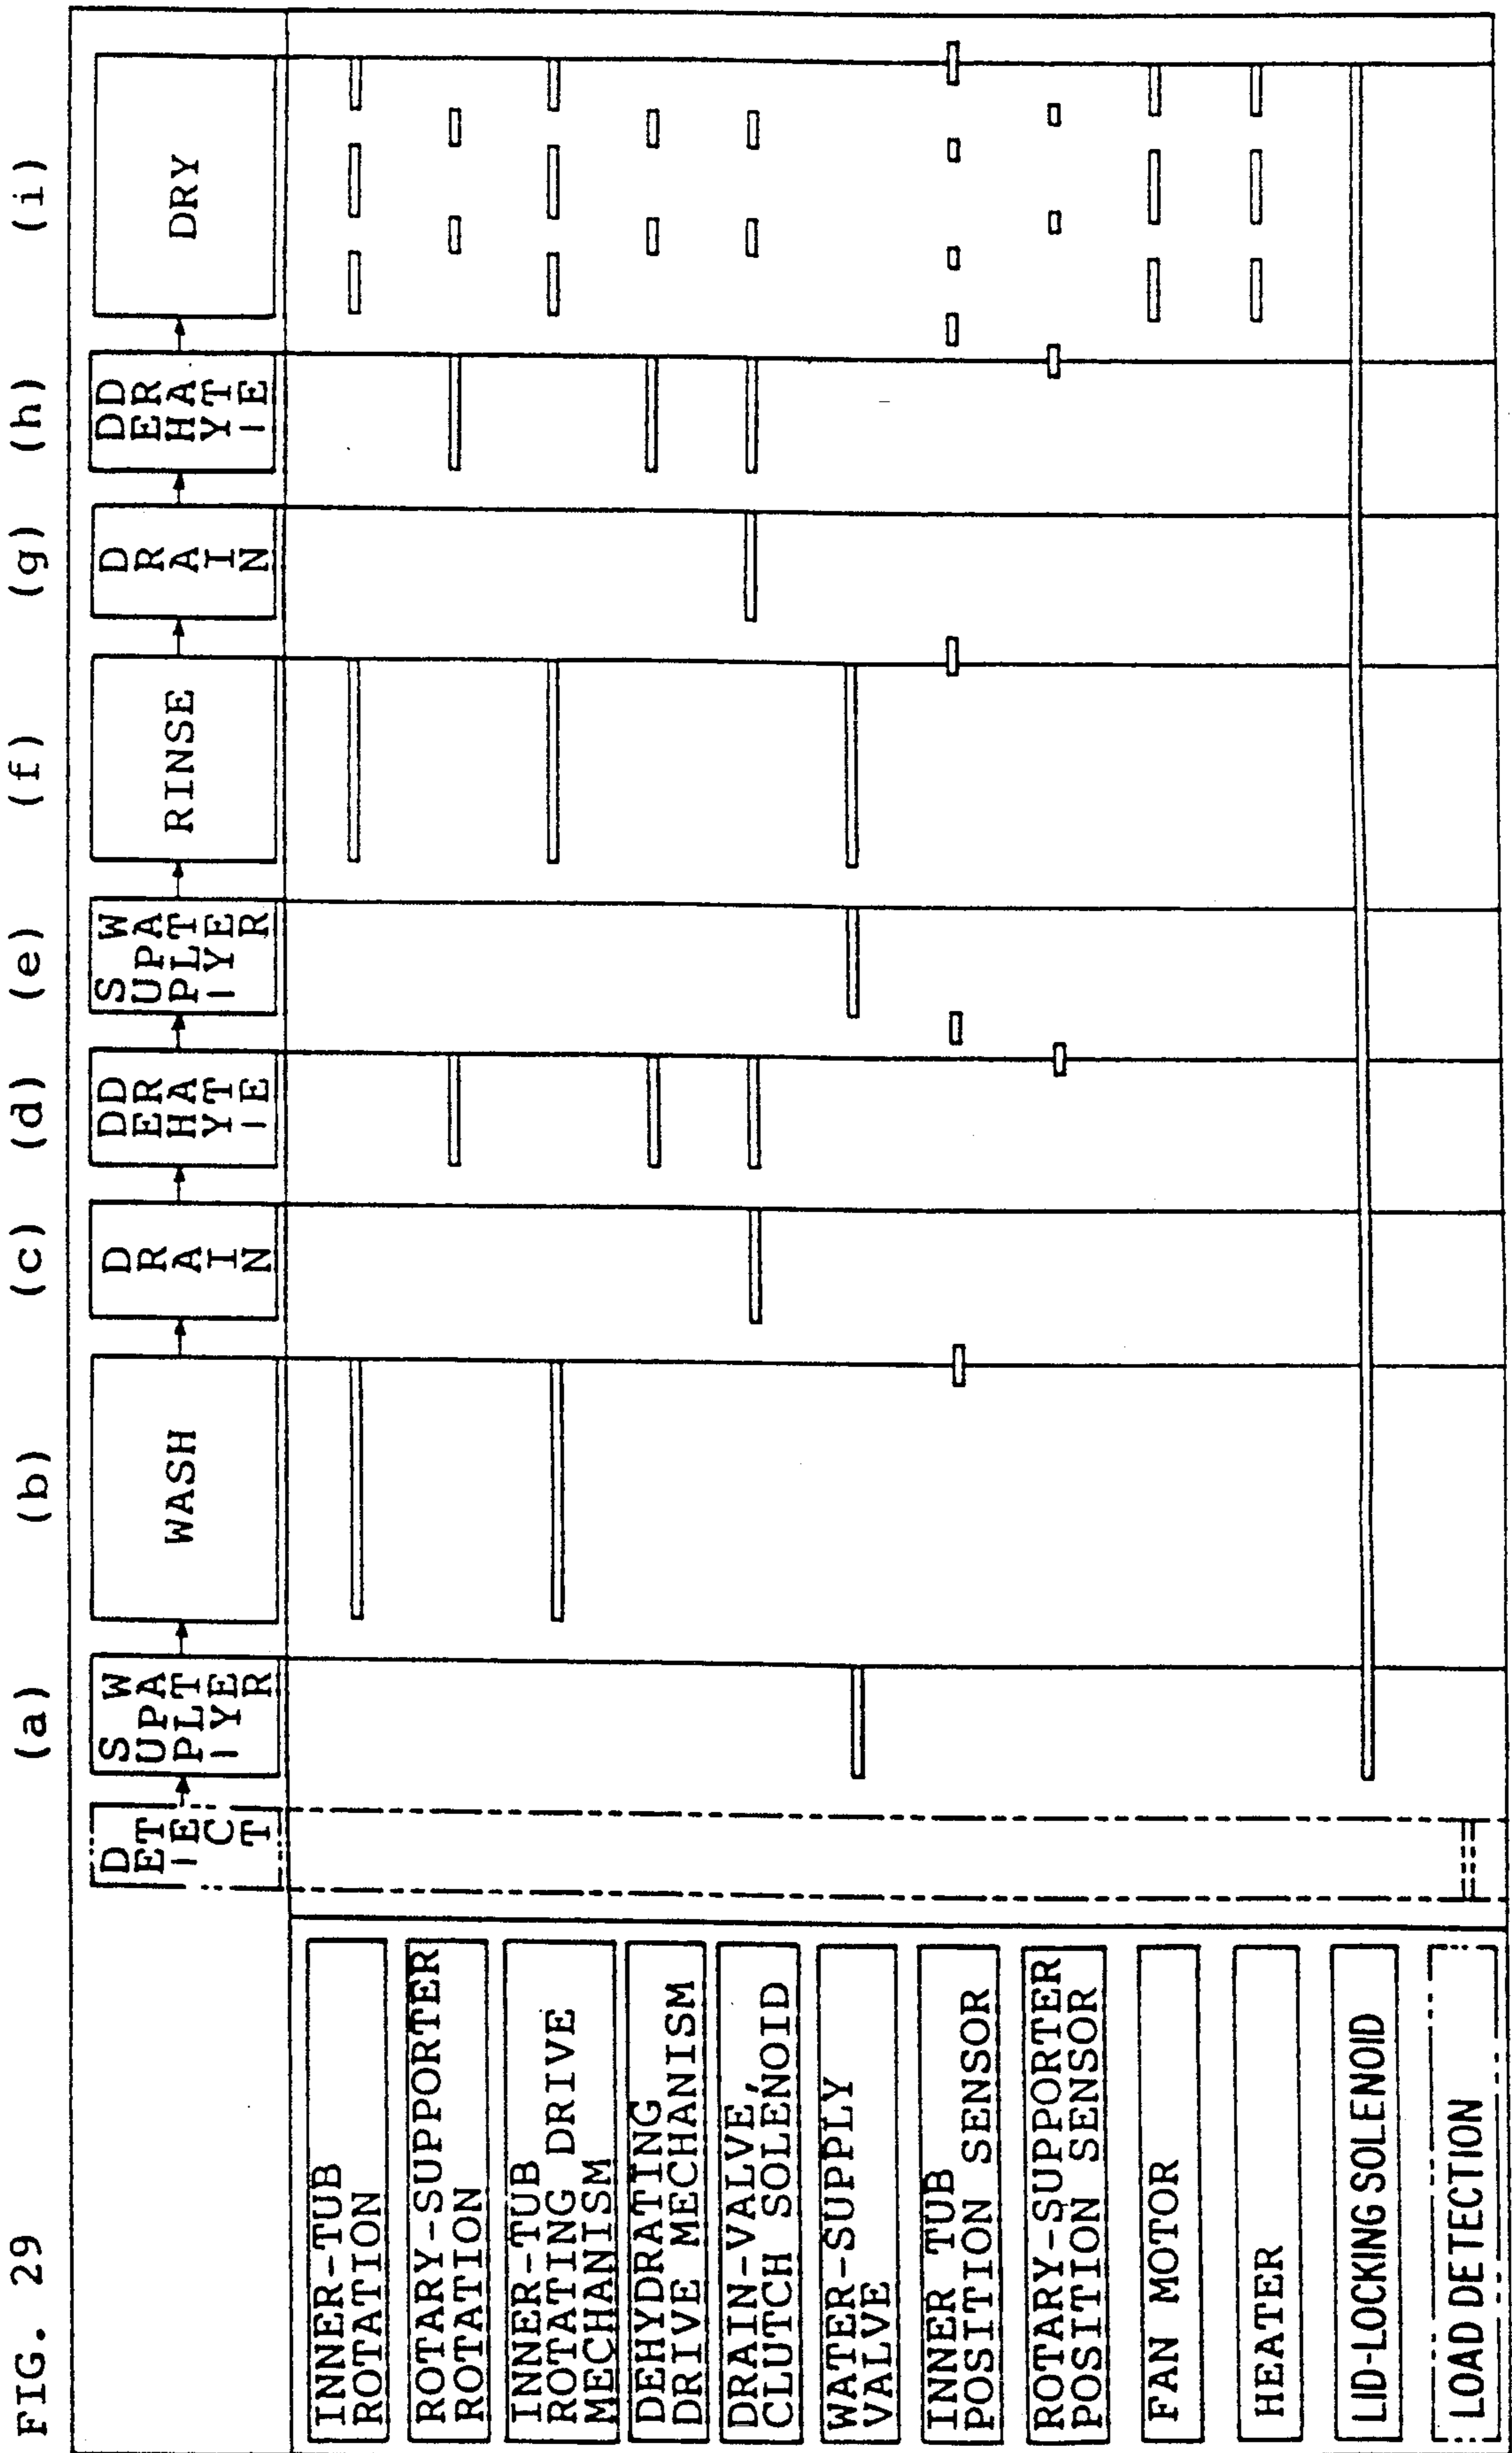 FIG. 29
(a)
(b)
(c)
(d)
(e)
(f)
(g)
(h)
(i)
DETECT
WATER SUPPLY
WASH
DRAIN
DEHYDRATE
WATER SUPPLY
RINSE
DRAIN
DEHYDRATE
DRY
INNER-TUB
ROTATION
ROTARY-SUPPORTER
ROTATION
INNER-TUB
ROTATING DRIVE
MECHANISM
DEHYDRATING
DRIVE MECHANISM
DRAIN-VALVE,
CLUTCH SOLENOID
WATER-SUPPLY
VALVE
INNER TUB
POSITION SENSOR
ROTARY-SUPPORTER
POSITION SENSOR
FAN MOTOR
HEATER
LID-LOCKING SOLENOID
LOAD DETECTION